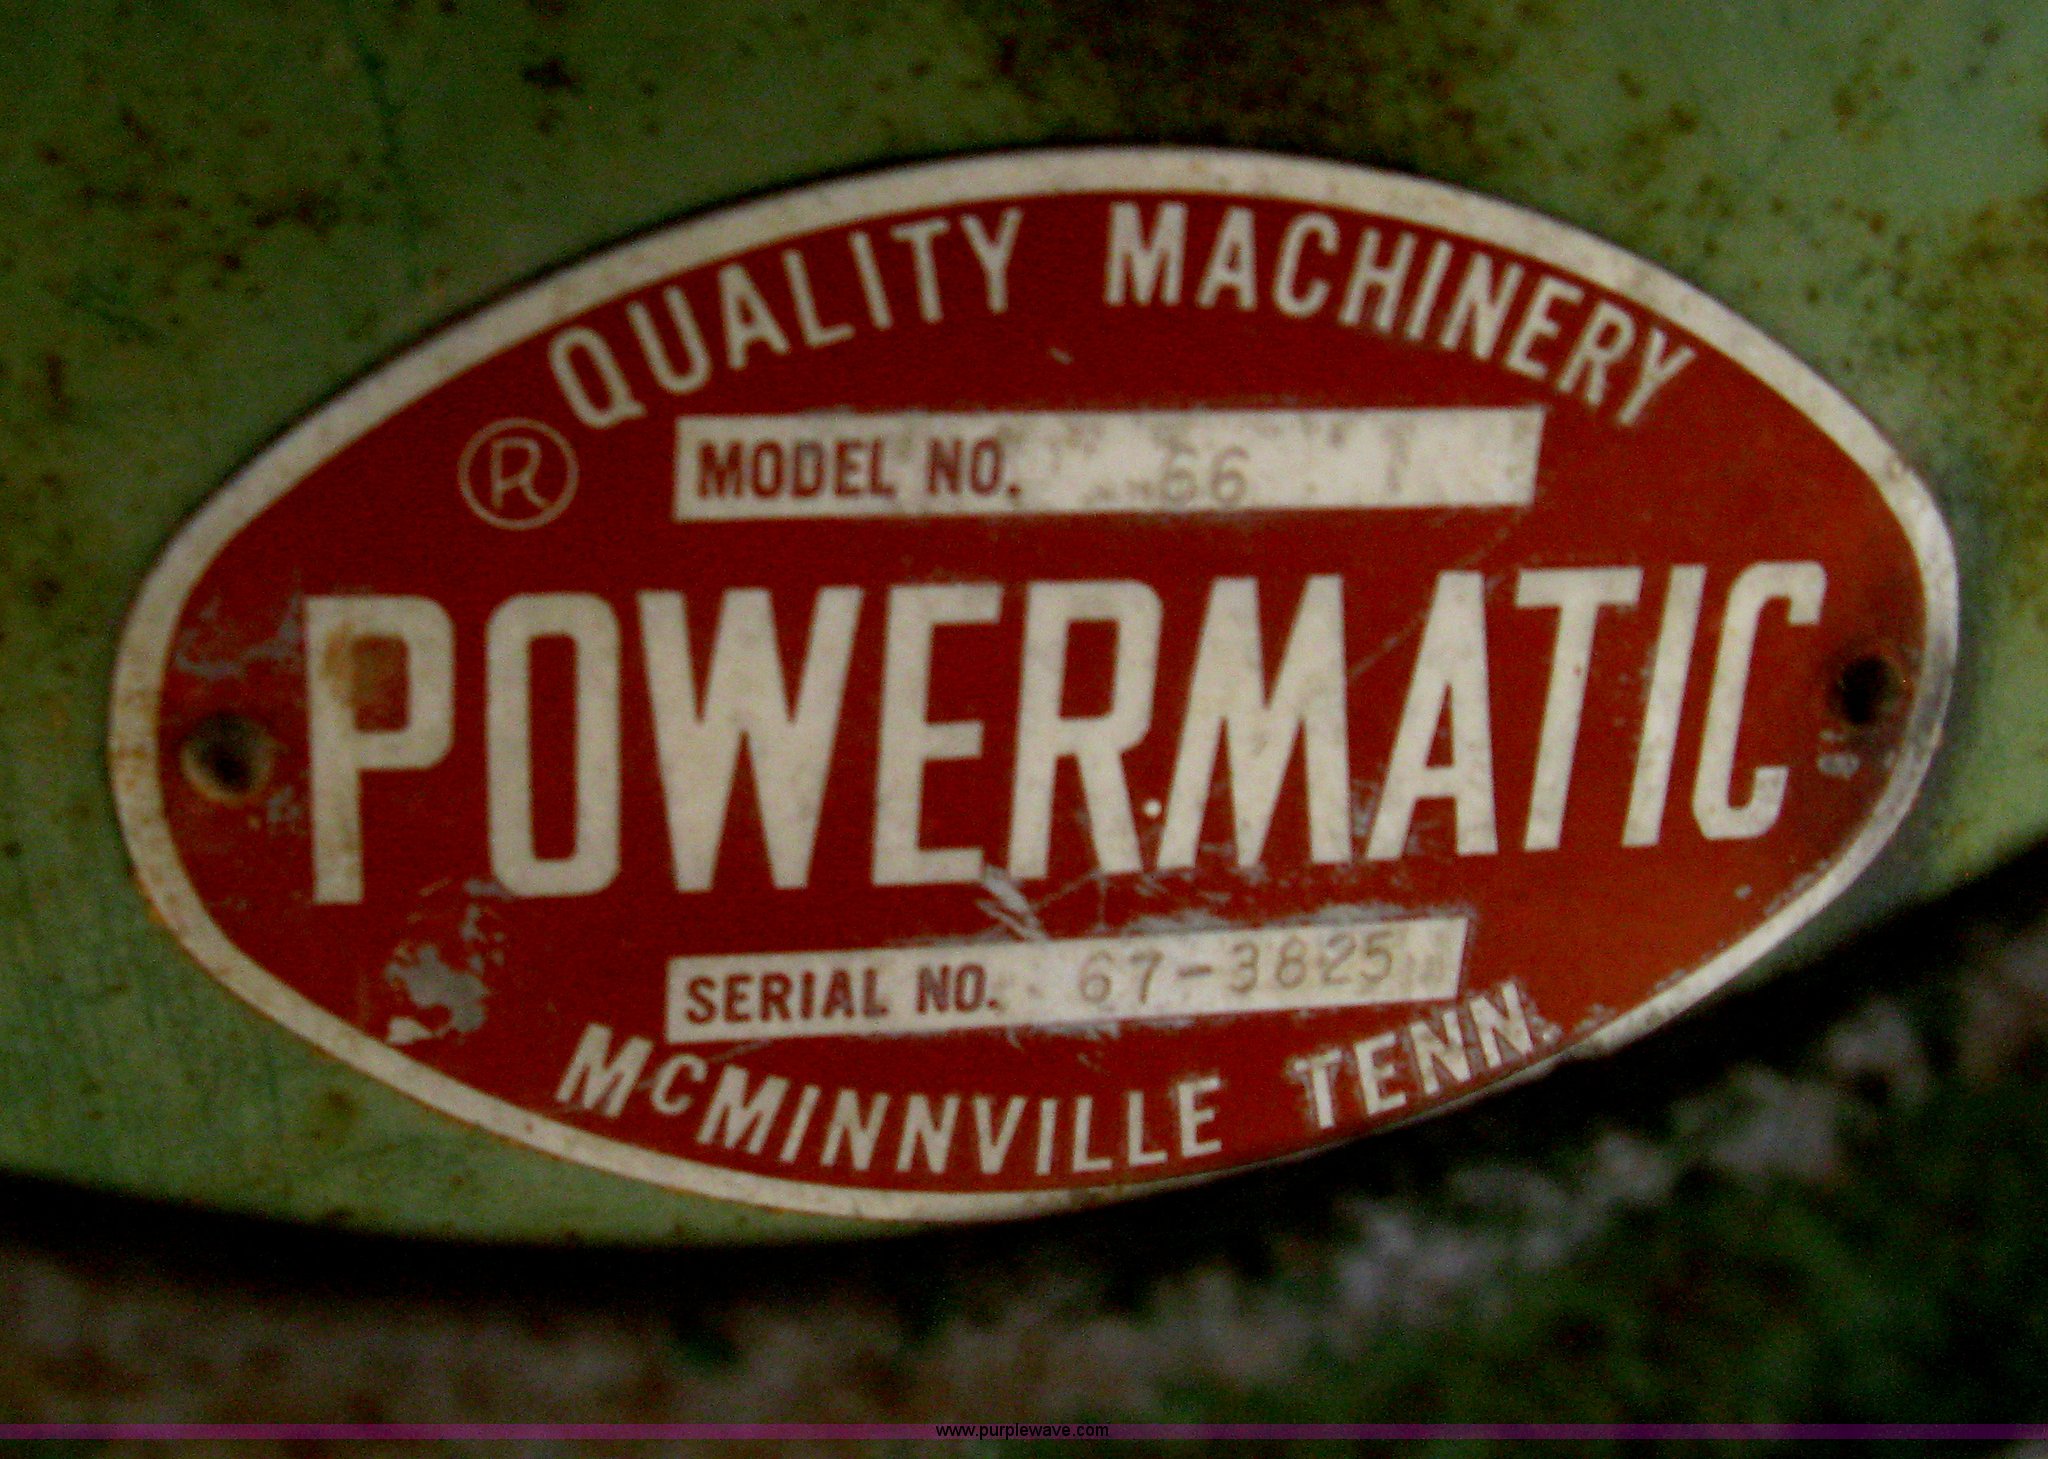 QUALITY MACHINERY
®
MODEL NO. 66
POWERMATIC
SERIAL NO. 67-3825
McMINNVILLE TENN.
www.purplewave.com